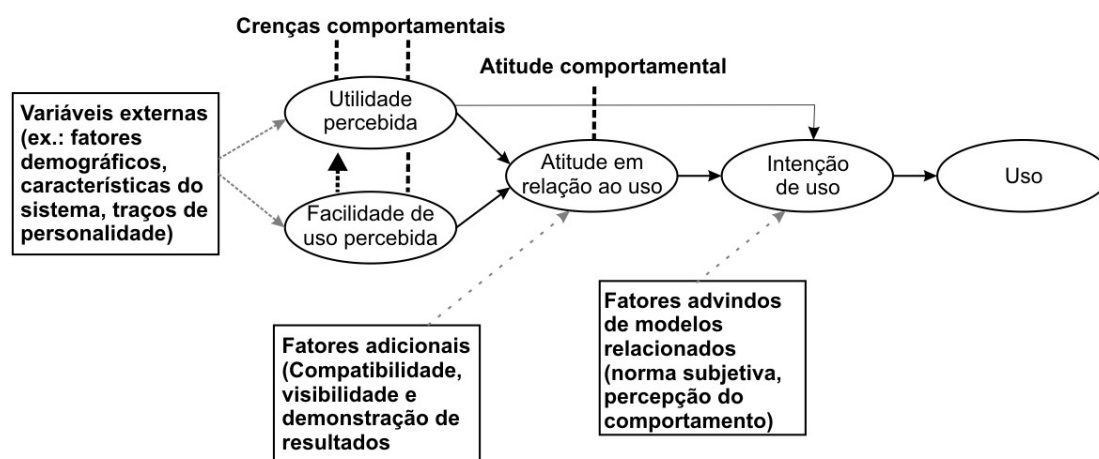 Crenças comportamentais
Atitude comportamental
Variáveis externas
(ex.: fatores
demográficos,
características do
sistema, traços de
personalidade)
Utilidade
percebida
Facilidade de
uso percebida
Atitude em
relação ao uso
Intenção
de uso
Uso
Fatores adicionais
(Compatibilidade,
visibilidade e
demonstração de
resultados
Fatores advindos
de modelos
relacionados
(norma subjetiva,
percepção do
comportamento)